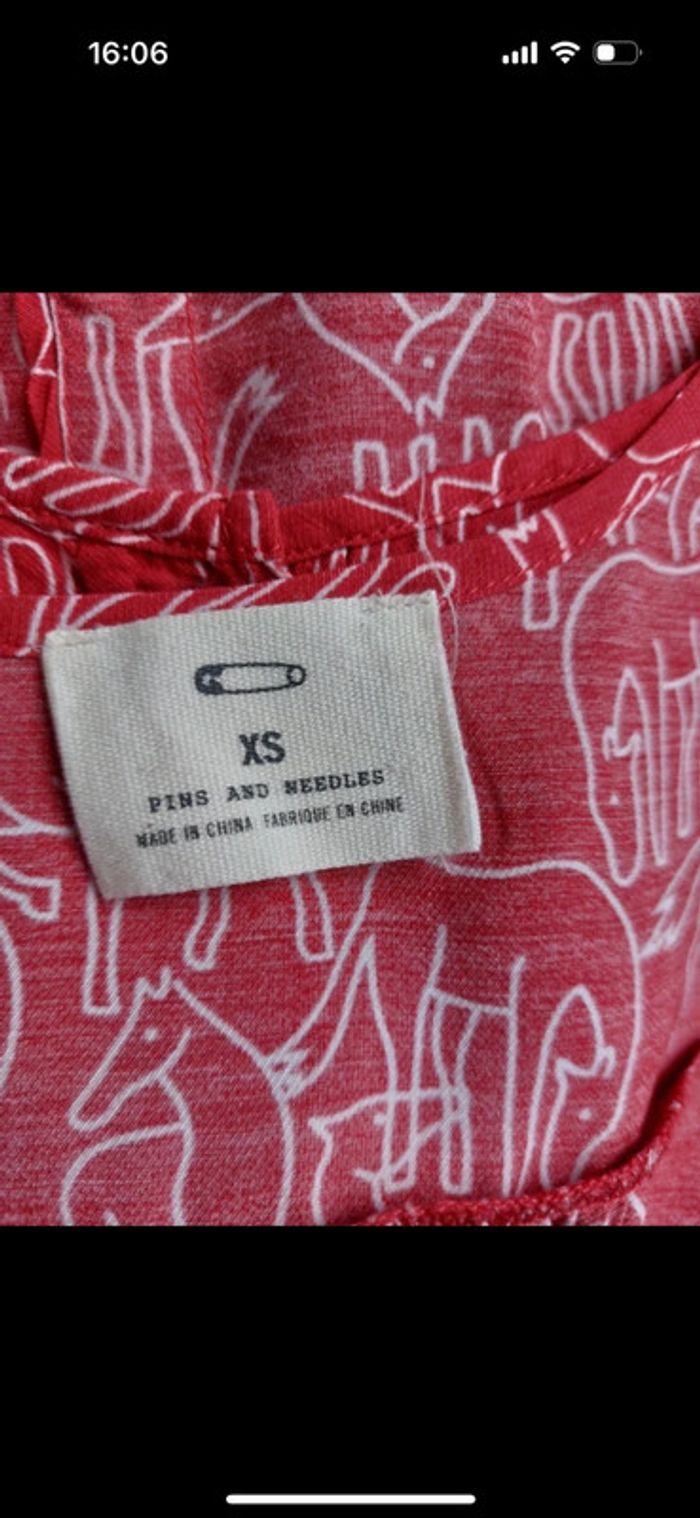 16:06
XS
PINS AND NEEDLES
MADE IN CHINA FABRIQUE EN CHINE